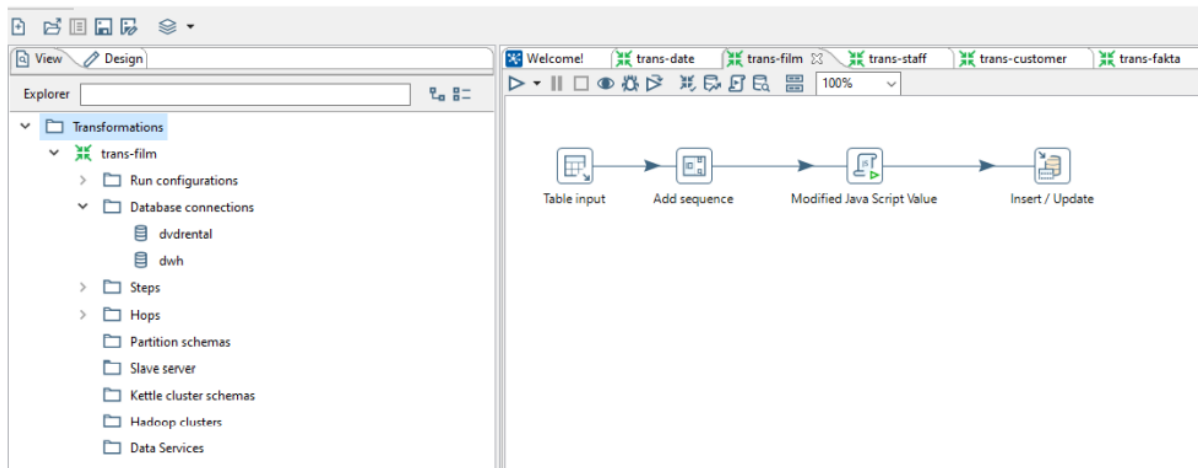 View Design
Explorer
Transformations
trans-film
Run configurations
Database connections
dvdrental
dwh
Steps
Hops
Partition schemas
Slave server
Kettle cluster schemas
Hadoop clusters
Data Services
Welcome! trans-date trans-film trans-staff trans-customer trans-fakta
100%
Table input Add sequence Modified Java Script Value Insert / Update